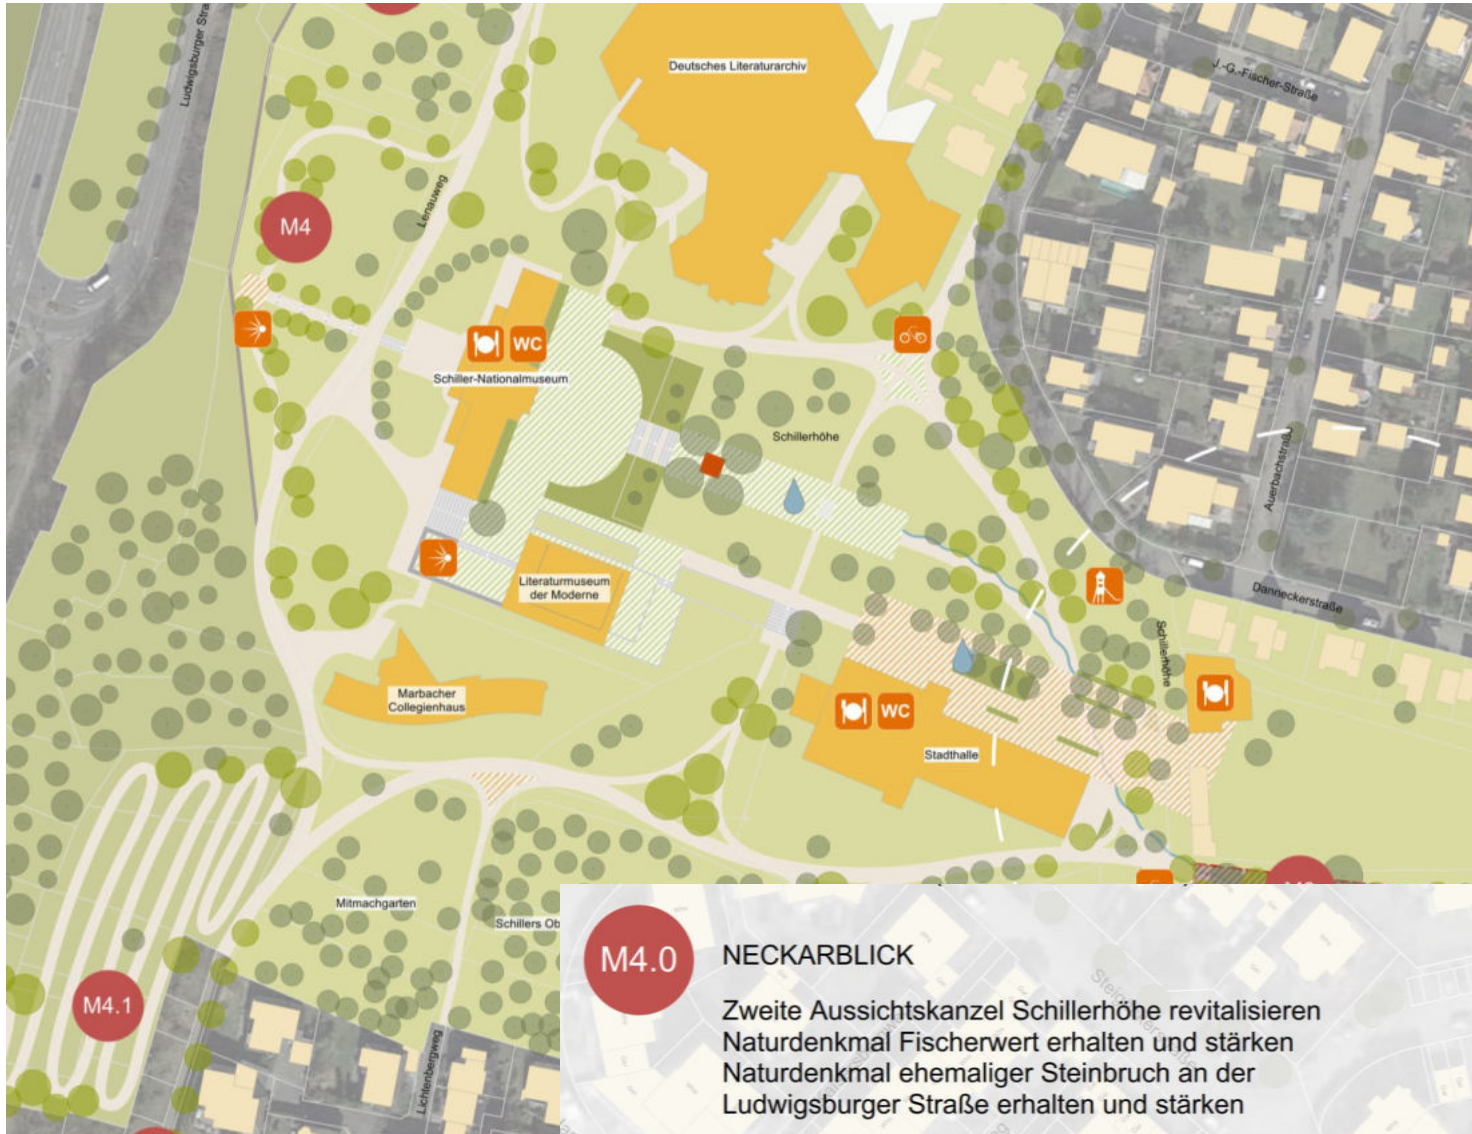 Deutsches Literaturarchiv
J.-G.-Fischer-Straße
Ludwigsburger Stra
Lenauweg
M4
WC
Schiller-Nationalmuseum
Schillerhöhe
Auerbachstraß
Literaturmuseum
der Moderne
Danneckerstraße
Schillerhöhe
Marbacher
Collegienhaus
WC
Stadthalle
Mitmachgarten
Schillers Ob
M4.1
Lichtenbergweg
M4.0
NECKARBLICK
Zweite Aussichtskanzel Schillerhöhe revitalisieren
Naturdenkmal Fischerwert erhalten und stärken
Naturdenkmal ehemaliger Steinbruch an der
Ludwigsburger Straße erhalten und stärken